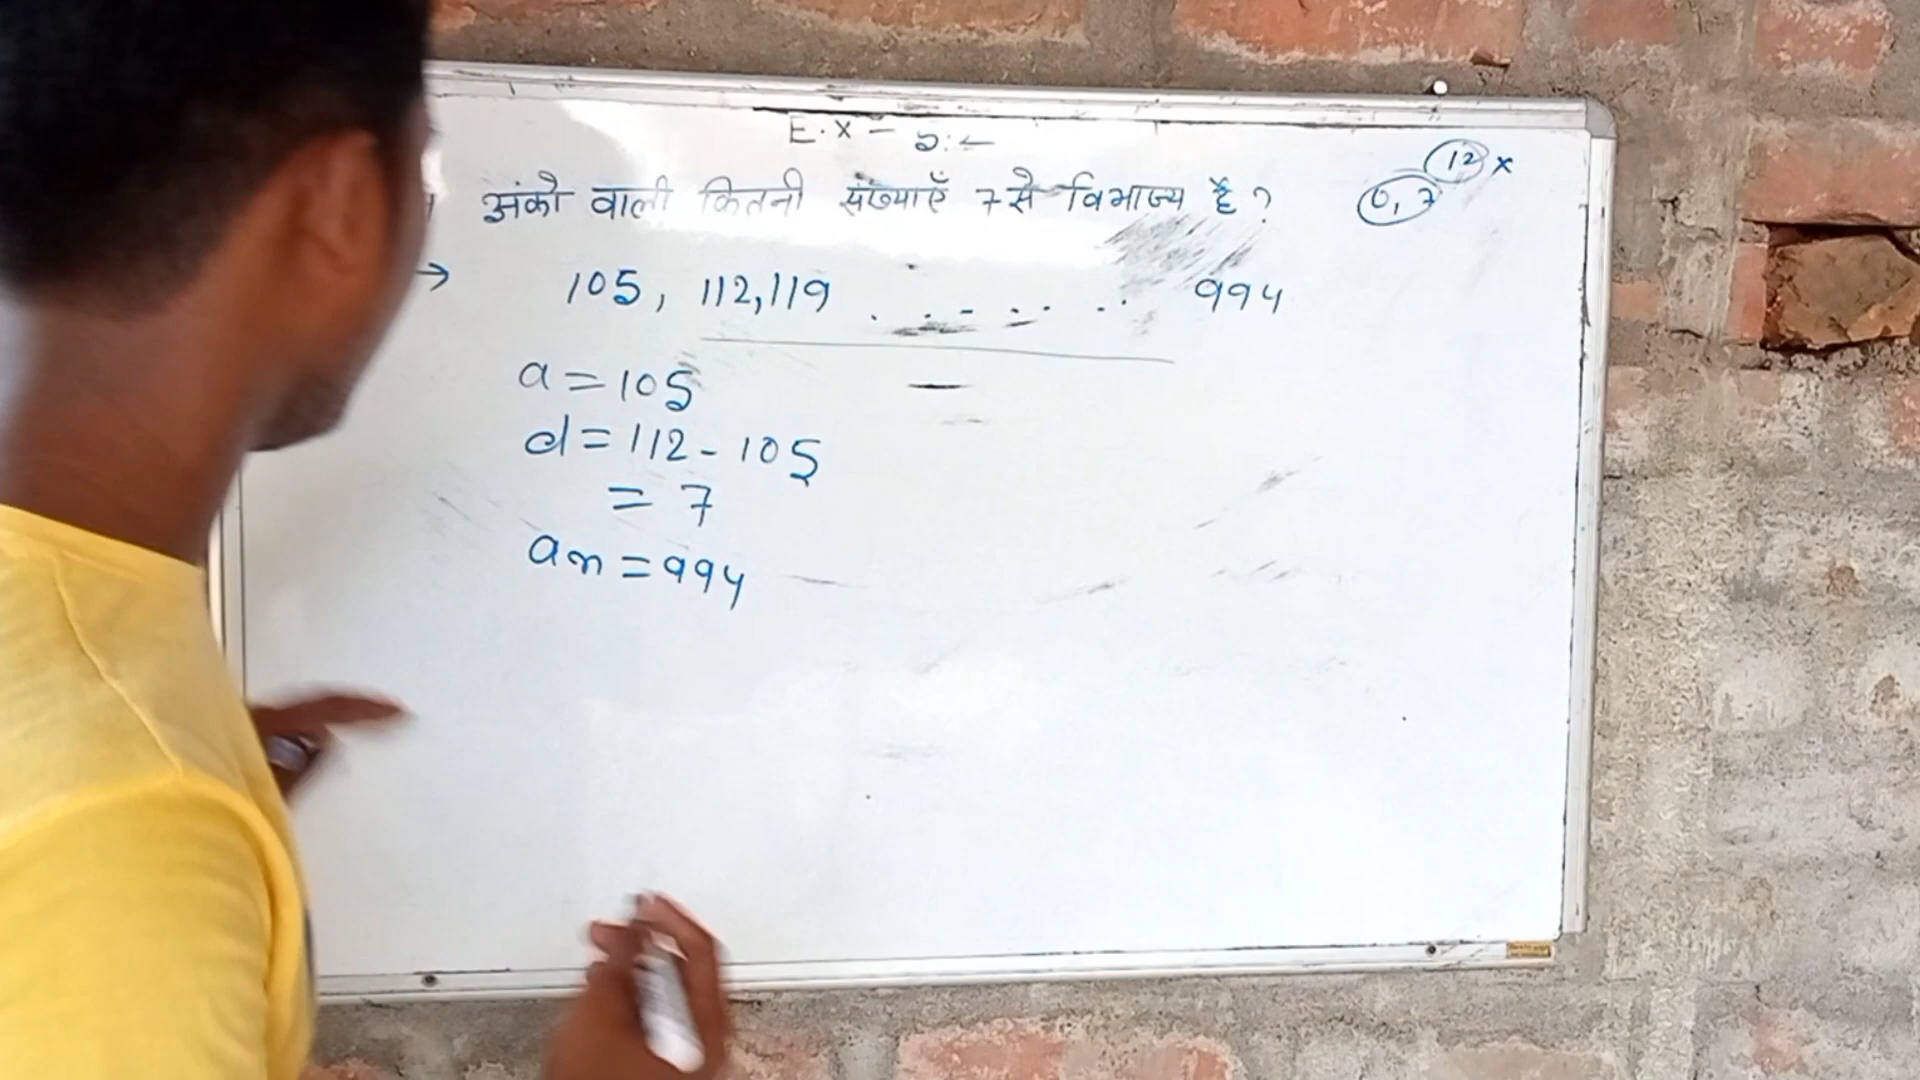 E.x - 5:-
अंको वाली कितनी संख्याएँ 7 से विभाज्य है ?
12 x
0, 7
→ 105, 112, 119 . . - . . . . 994
a = 105
d = 112 - 105
= 7
an = 994